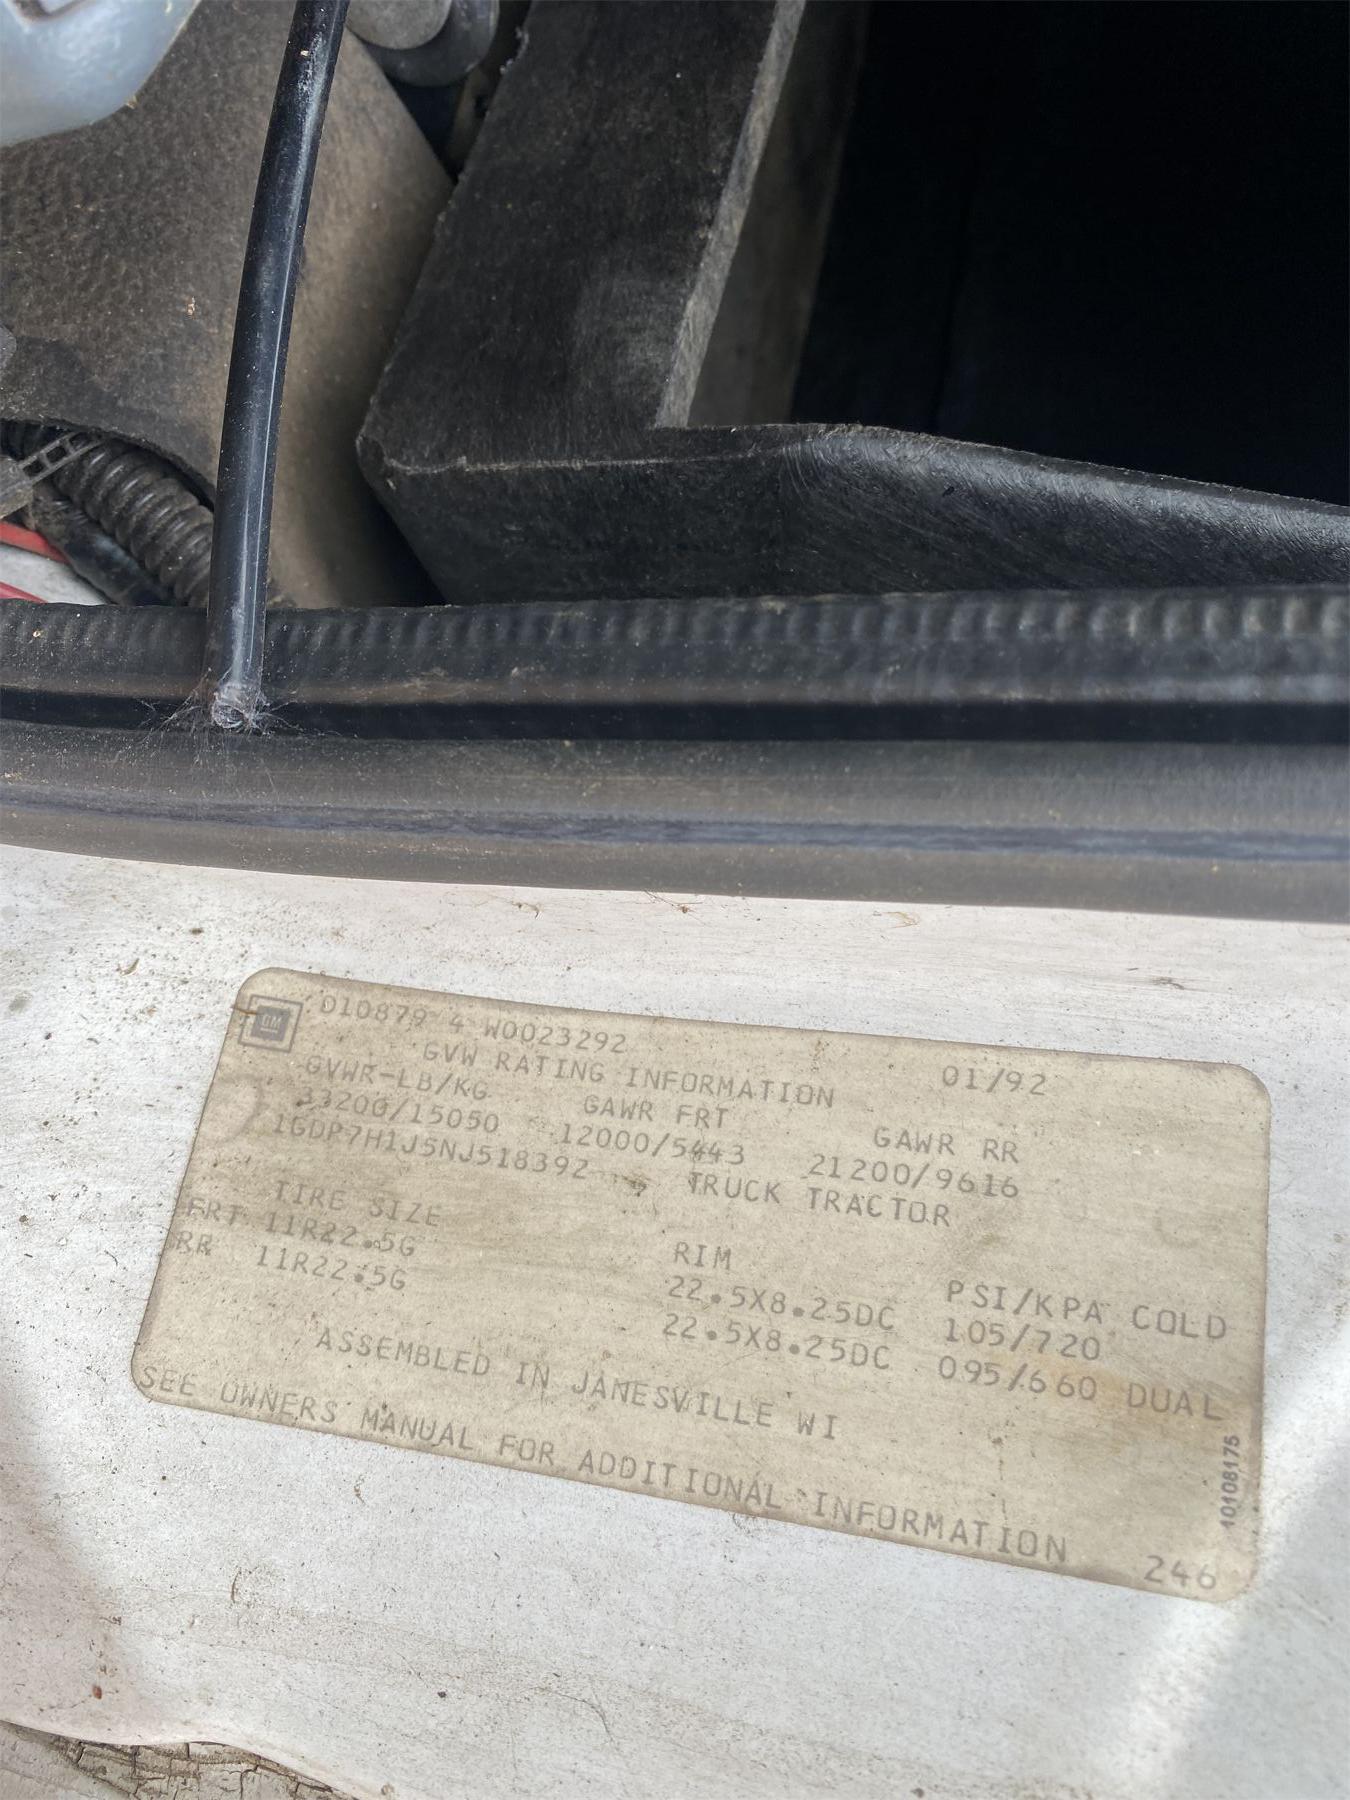 GM
010879 4 W0023292
01/92
GVW RATING INFORMATION
GVWR-LB/KG GAWR FRT GAWR RR
33200/15050 12000/5443 21200/9616
1GDP7H1J5NJ518392 TRUCK TRACTOR
TIRE SIZE RIM PSI/KPA COLD
FRT 11R22.5G 22.5X8.25DC 105/720
RR 11R22.5G 22.5X8.25DC 095/660 DUAL
ASSEMBLED IN JANESVILLE WI
SEE OWNERS MANUAL FOR ADDITIONAL INFORMATION
246
10108175